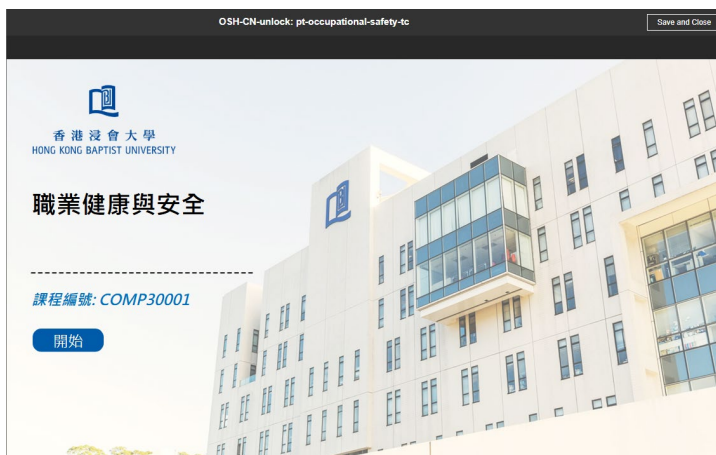 OSH-CN-unlock: pt-occupational-safety-tc
Save and Close
香港浸會大學
HONG KONG BAPTIST UNIVERSITY
職業健康與安全
課程編號: COMP30001
開始